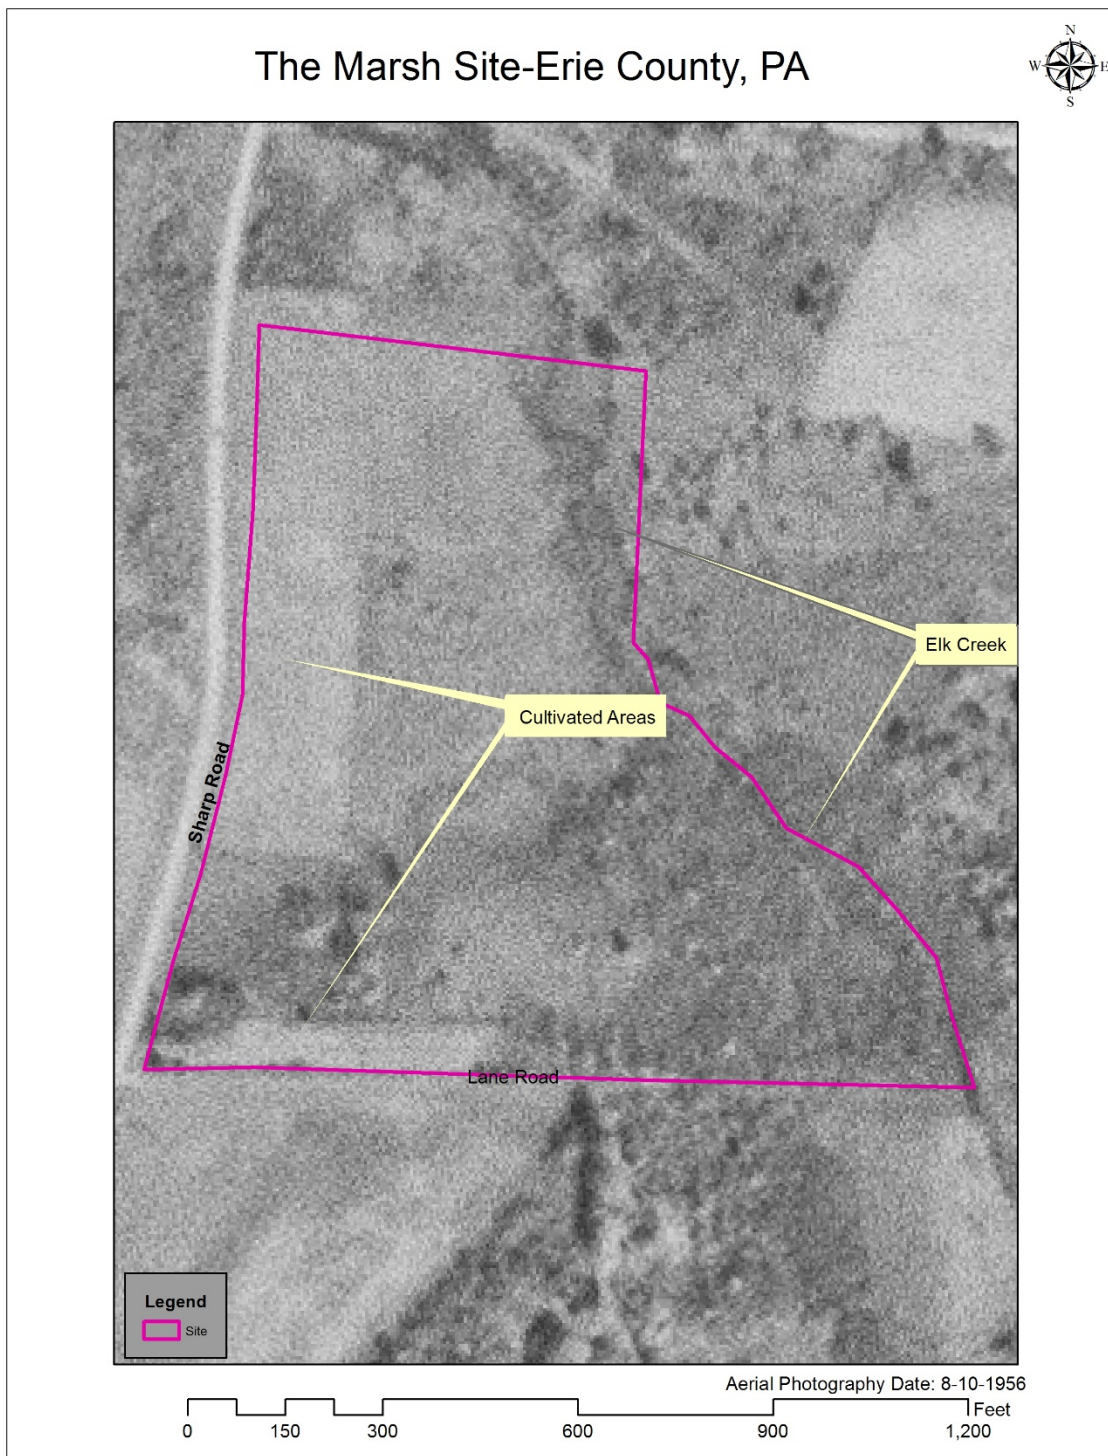 The Marsh Site-Erie County, PA
N
W E
S
Elk Creek
Cultivated Areas
Sharp Road
Lane Road
Legend
Site
Aerial Photography Date: 8-10-1956
Feet
0 150 300 600 900 1,200